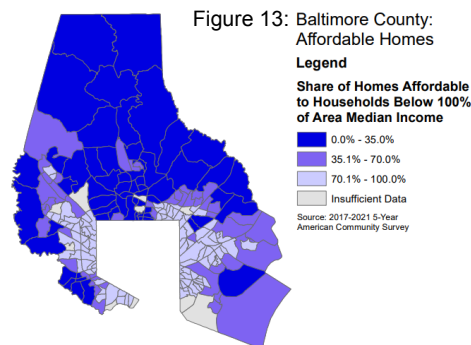 Figure 13: Baltimore County:
Affordable Homes
Legend
Share of Homes Affordable
to Households Below 100%
of Area Median Income
0.0% - 35.0%
35.1% - 70.0%
70.1% - 100.0%
Insufficient Data
Source: 2017-2021 5-Year
American Community Survey